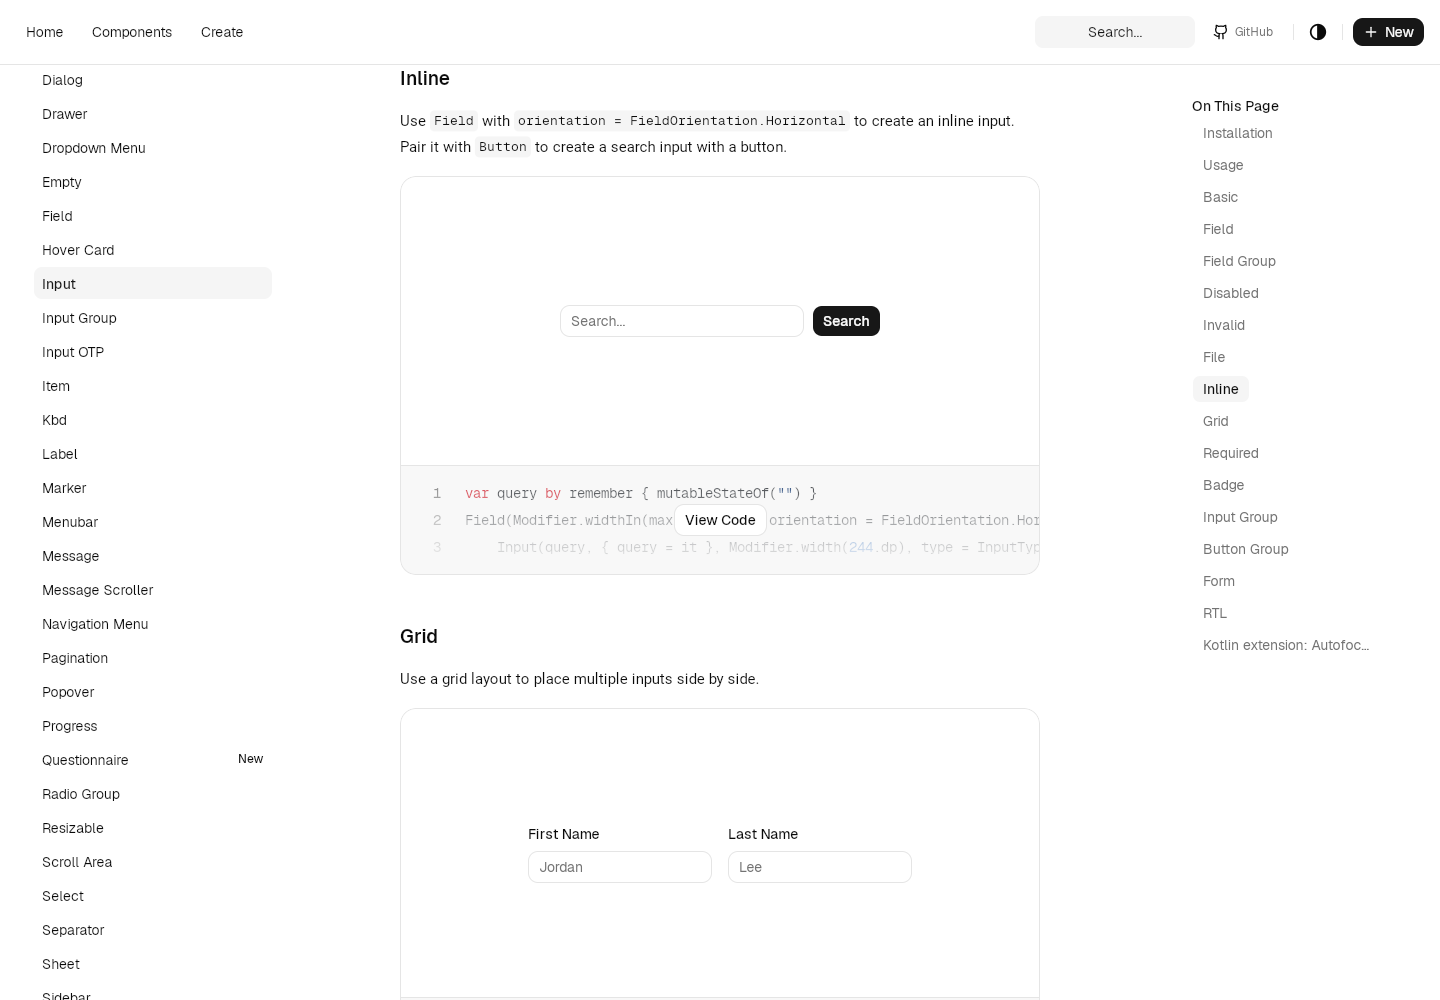 Home
Components
Create
Search...
GitHub
New
Dialog
Drawer
Dropdown Menu
Empty
Field
Hover Card
Input
Input Group
Input OTP
Item
Kbd
Label
Marker
Menubar
Message
Message Scroller
Navigation Menu
Pagination
Popover
Progress
Questionnaire New
Radio Group
Resizable
Scroll Area
Select
Separator
Sheet
Sidebar
Inline
Use Field with orientation = FieldOrientation.Horizontal to create an inline input.
Pair it with Button to create a search input with a button.
Search...
Search
1 var query by remember { mutableStateOf("") }
2 Field(Modifier.widthIn(max View Code orientation = FieldOrientation.Hor
3 Input(query, { query = it }, Modifier.width(244.dp), type = InputTyp
Grid
Use a grid layout to place multiple inputs side by side.
First Name
Last Name
Jordan
Lee
On This Page
Installation
Usage
Basic
Field
Field Group
Disabled
Invalid
File
Inline
Grid
Required
Badge
Input Group
Button Group
Form
RTL
Kotlin extension: Autofoc...